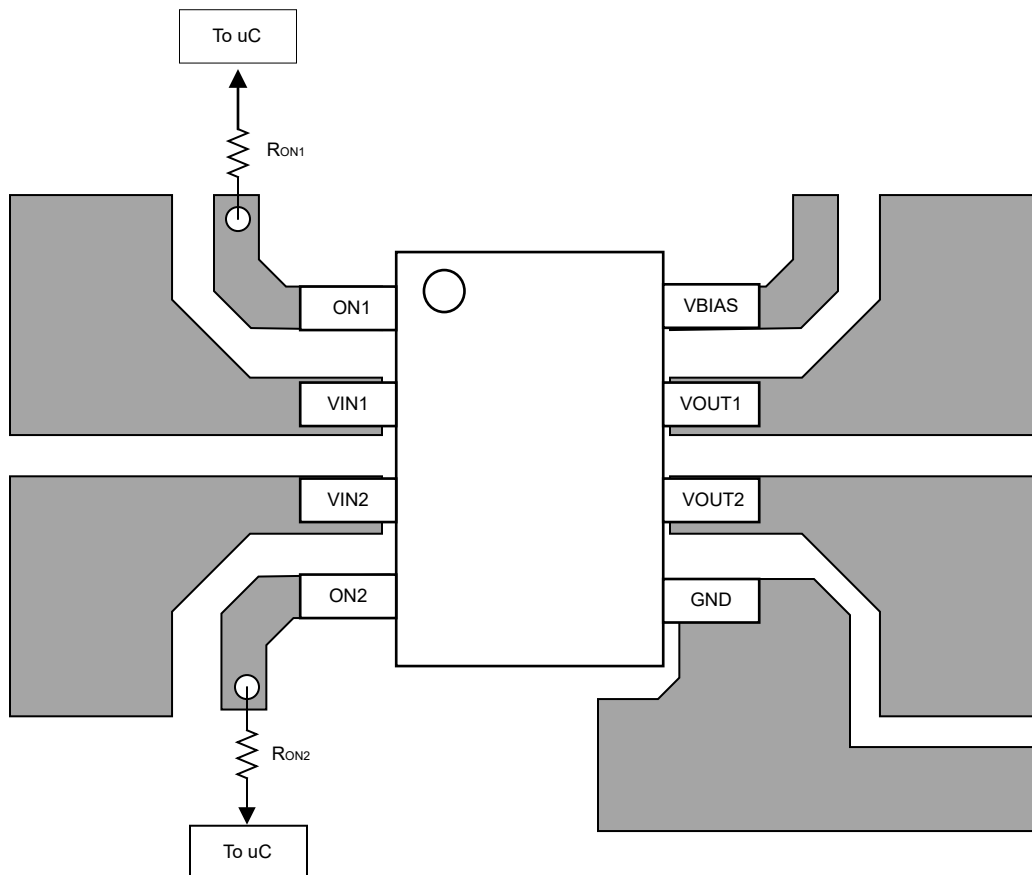 To uC
RON1
ON1
VBIAS
VIN1
VOUT1
VIN2
VOUT2
ON2
GND
RON2
To uC